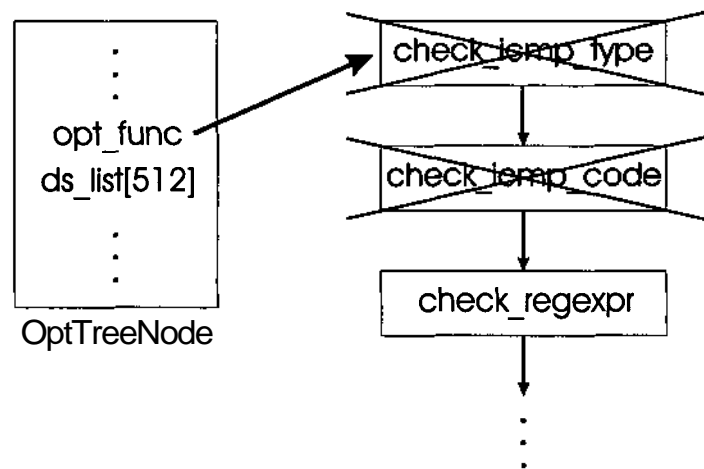 opt_func
ds_list[512]
OptTreeNode
check_icmp_type
check_icmp_code
check_regexpr